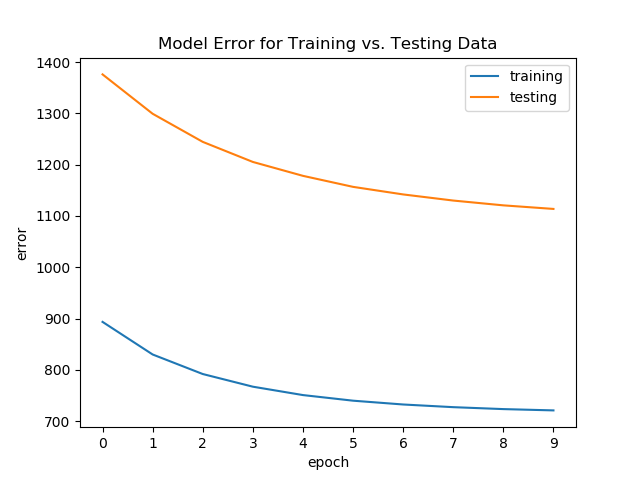 Model Error for Training vs. Testing Data
training
testing
1400
1300
1200
1100
1000
900
800
700
error
0 1 2 3 4 5 6 7 8 9
epoch